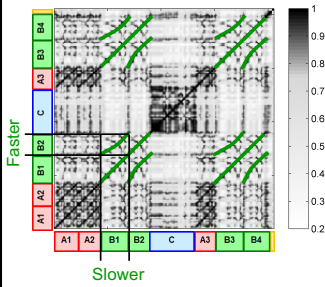 B4
B3
A3
C
B2
B1
A2
A1
Faster
A1 A2 B1 B2 C A3 B3 B4
Slower
1
0.9
0.8
0.7
0.6
0.5
0.4
0.3
0.2